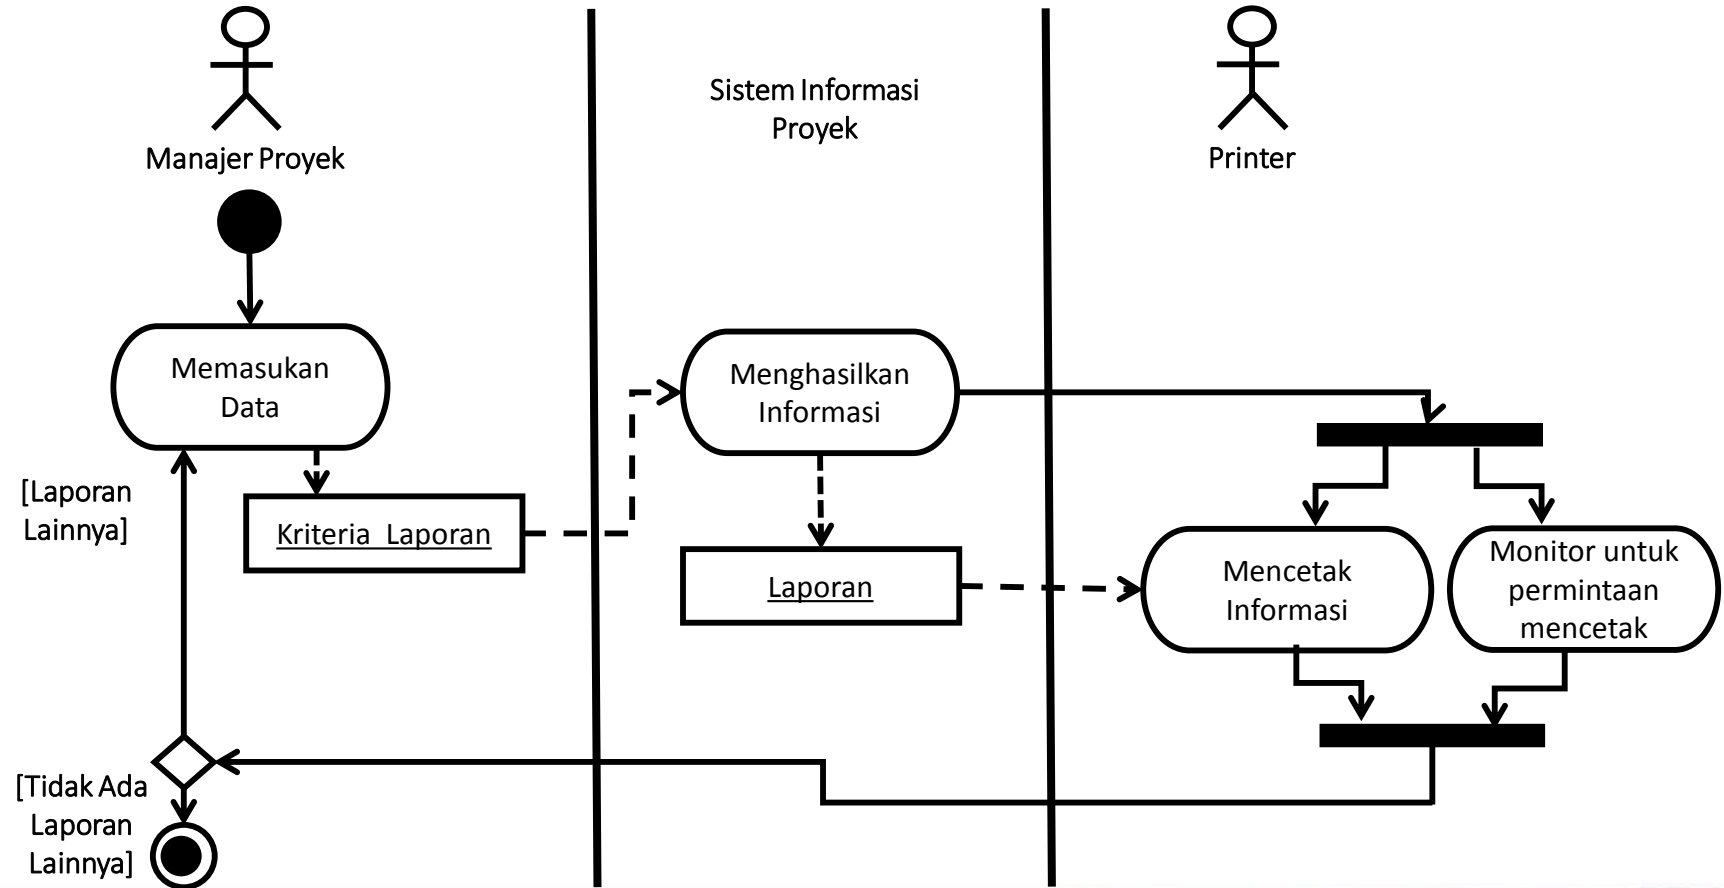 Manajer Proyek
Sistem Informasi
Proyek
Printer
Memasukan
Data
Menghasilkan
Informasi
[Laporan
Lainnya]
Kriteria Laporan
Laporan
Mencetak
Informasi
Monitor untuk
permintaan
mencetak
[Tidak Ada
Laporan
Lainnya]